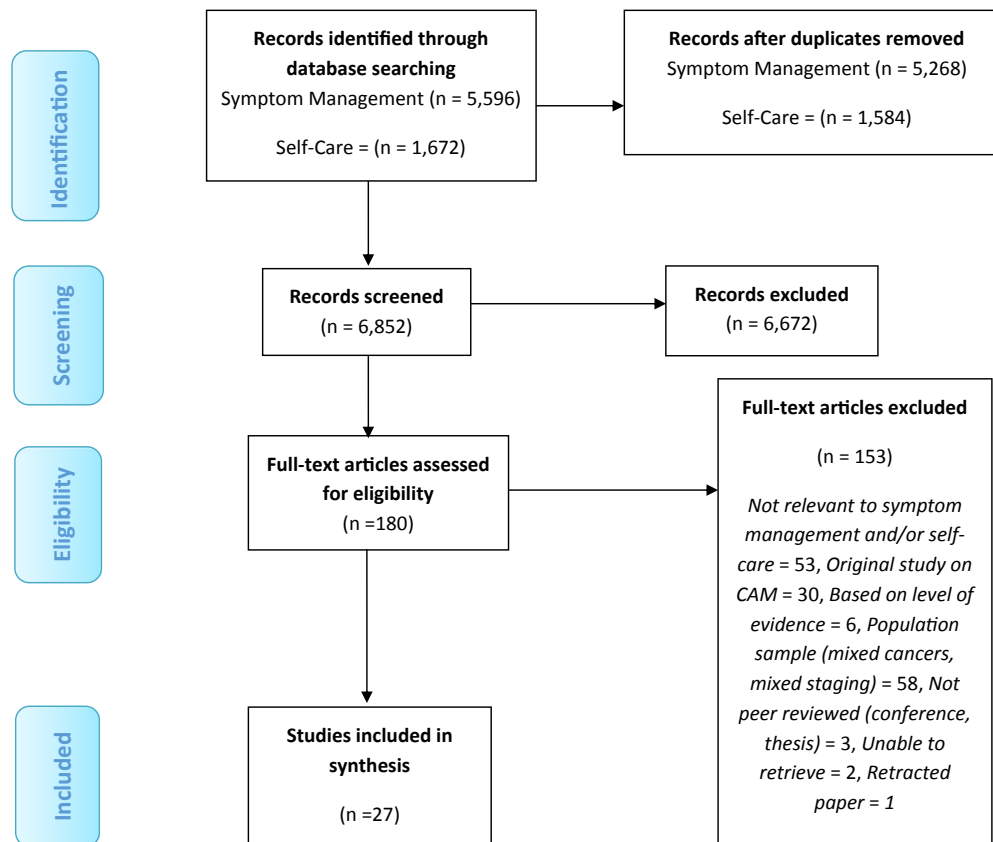 Identification
Records identified through
database searching
Symptom Management (n = 5,596)
Self-Care = (n = 1,672)
Records after duplicates removed
Symptom Management (n = 5,268)
Self-Care = (n = 1,584)
Screening
Records screened
(n = 6,852)
Records excluded
(n = 6,672)
Eligibility
Full-text articles assessed
for eligibility
(n =180)
Full-text articles excluded
(n = 153)
Not relevant to symptom
management and/or self-
care = 53, Original study on
CAM = 30, Based on level of
evidence = 6, Population
sample (mixed cancers,
mixed staging) = 58, Not
peer reviewed (conference,
thesis) = 3, Unable to
retrieve = 2, Retracted
paper = 1
Included
Studies included in
synthesis
(n =27)